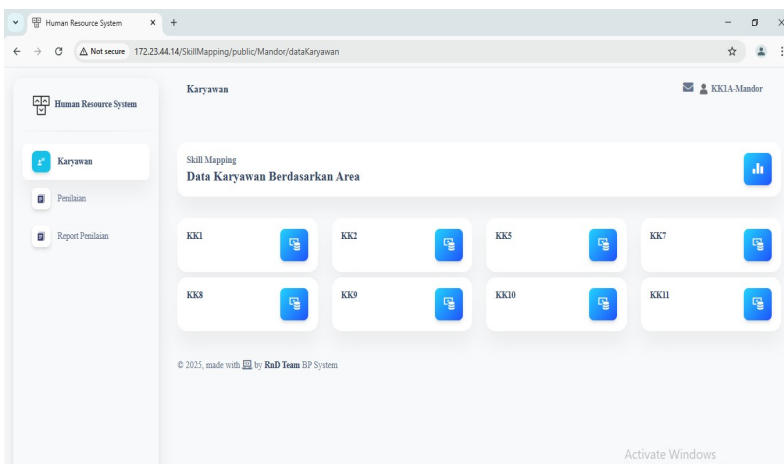 Human Resource System
Not secure 172.23.44.14/SkillMapping/public/Mandor/dataKaryawan
Human Resource System
Karyawan
Penilaian
Report Penilaian
Karyawan
KK1A-Mandor
Skill Mapping
Data Karyawan Berdasarkan Area
KK1 KK2 KK5 KK7
KK8 KK9 KK10 KK11
© 2025, made with by RnD Team BP System
Activate Windows